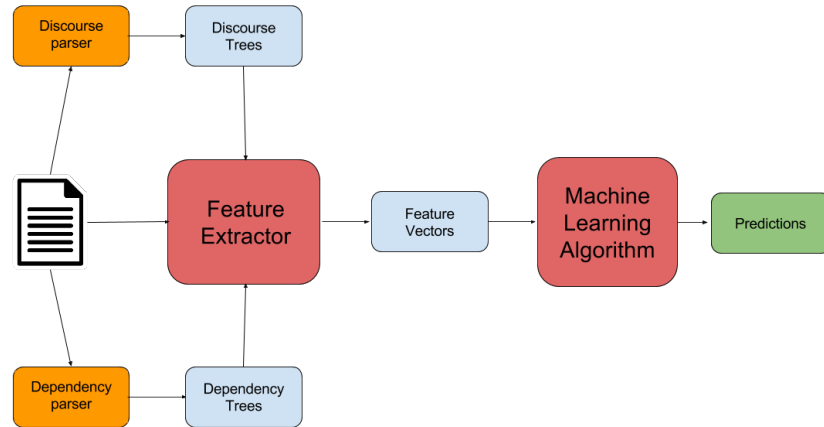 Discourse
parser
Discourse
Trees
Feature
Extractor
Feature
Vectors
Machine
Learning
Algorithm
Predictions
Dependency
parser
Dependency
Trees